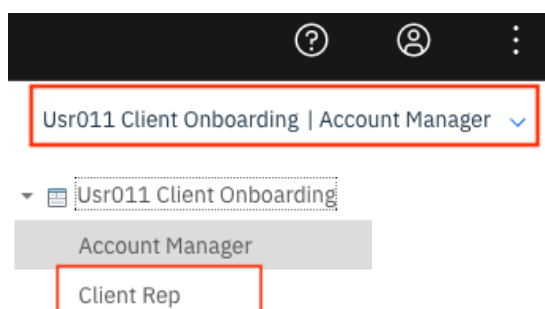 Usr011 Client Onboarding | Account Manager
Usr011 Client Onboarding
Account Manager
Client Rep